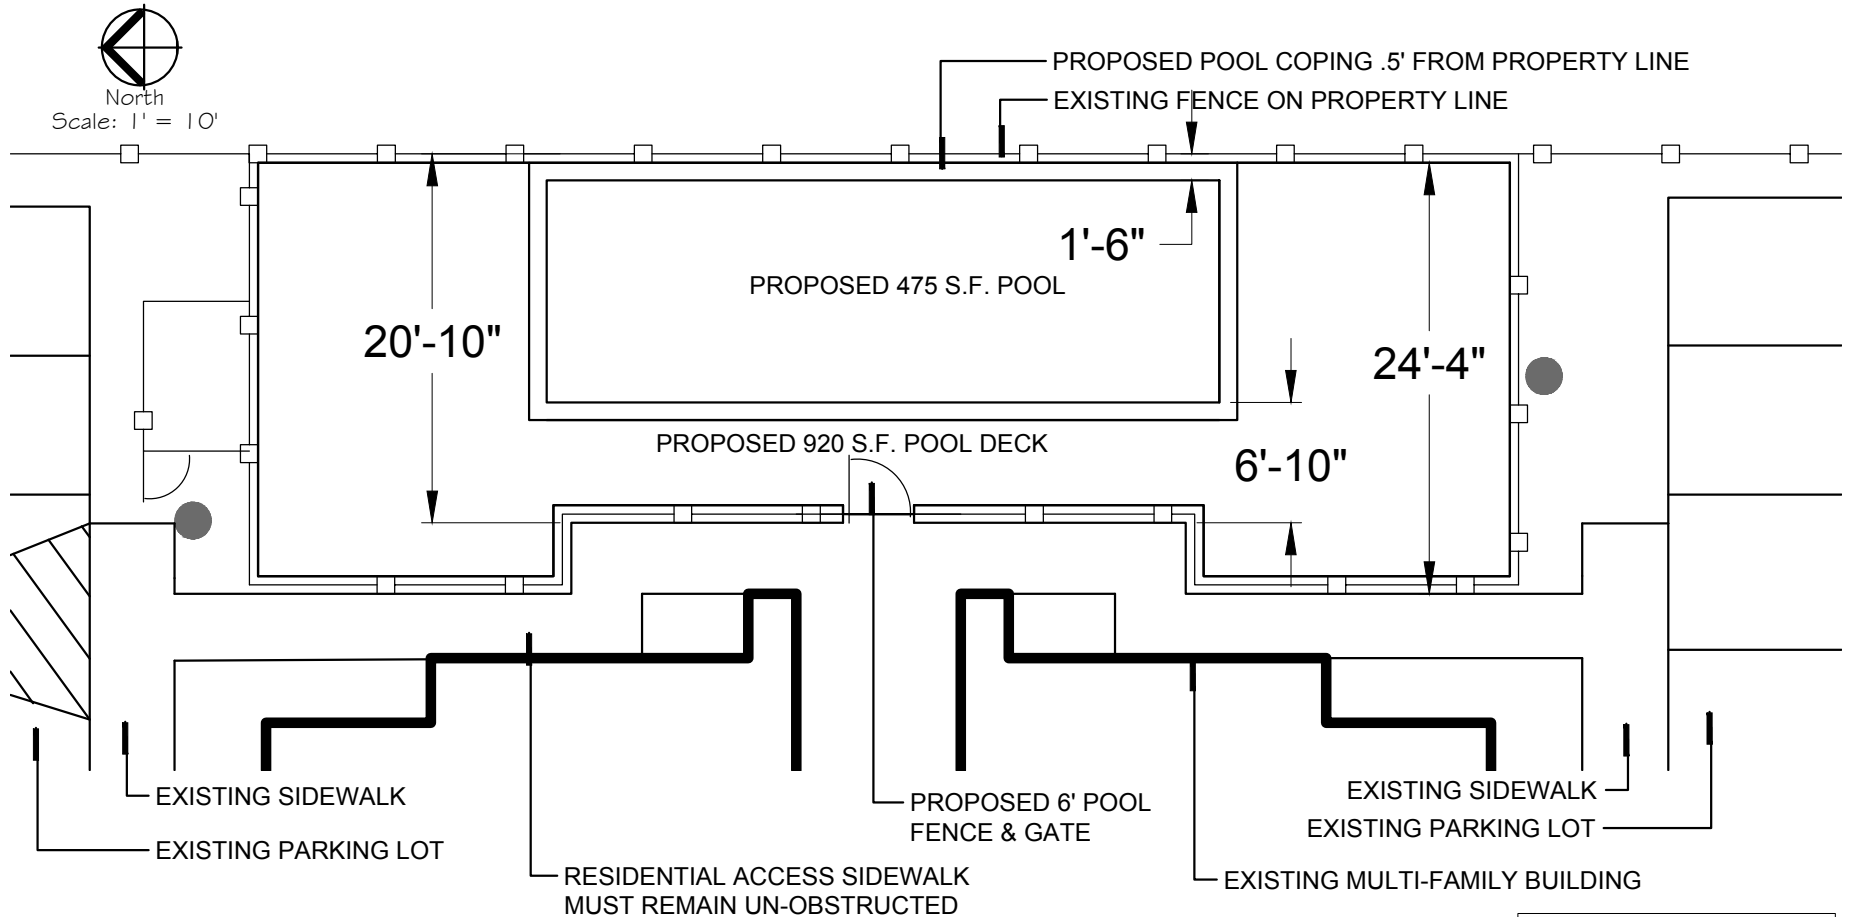 North
Scale: 1' = 10'
PROPOSED POOL COPING .5' FROM PROPERTY LINE
EXISTING FENCE ON PROPERTY LINE
1'-6"
PROPOSED 475 S.F. POOL
20'-10"
24'-4"
PROPOSED 920 S.F. POOL DECK
6'-10"
EXISTING SIDEWALK
EXISTING PARKING LOT
PROPOSED 6' POOL
FENCE & GATE
EXISTING SIDEWALK
EXISTING PARKING LOT
RESIDENTIAL ACCESS SIDEWALK
MUST REMAIN UN-OBSTRUCTED
EXISTING MULTI-FAMILY BUILDING